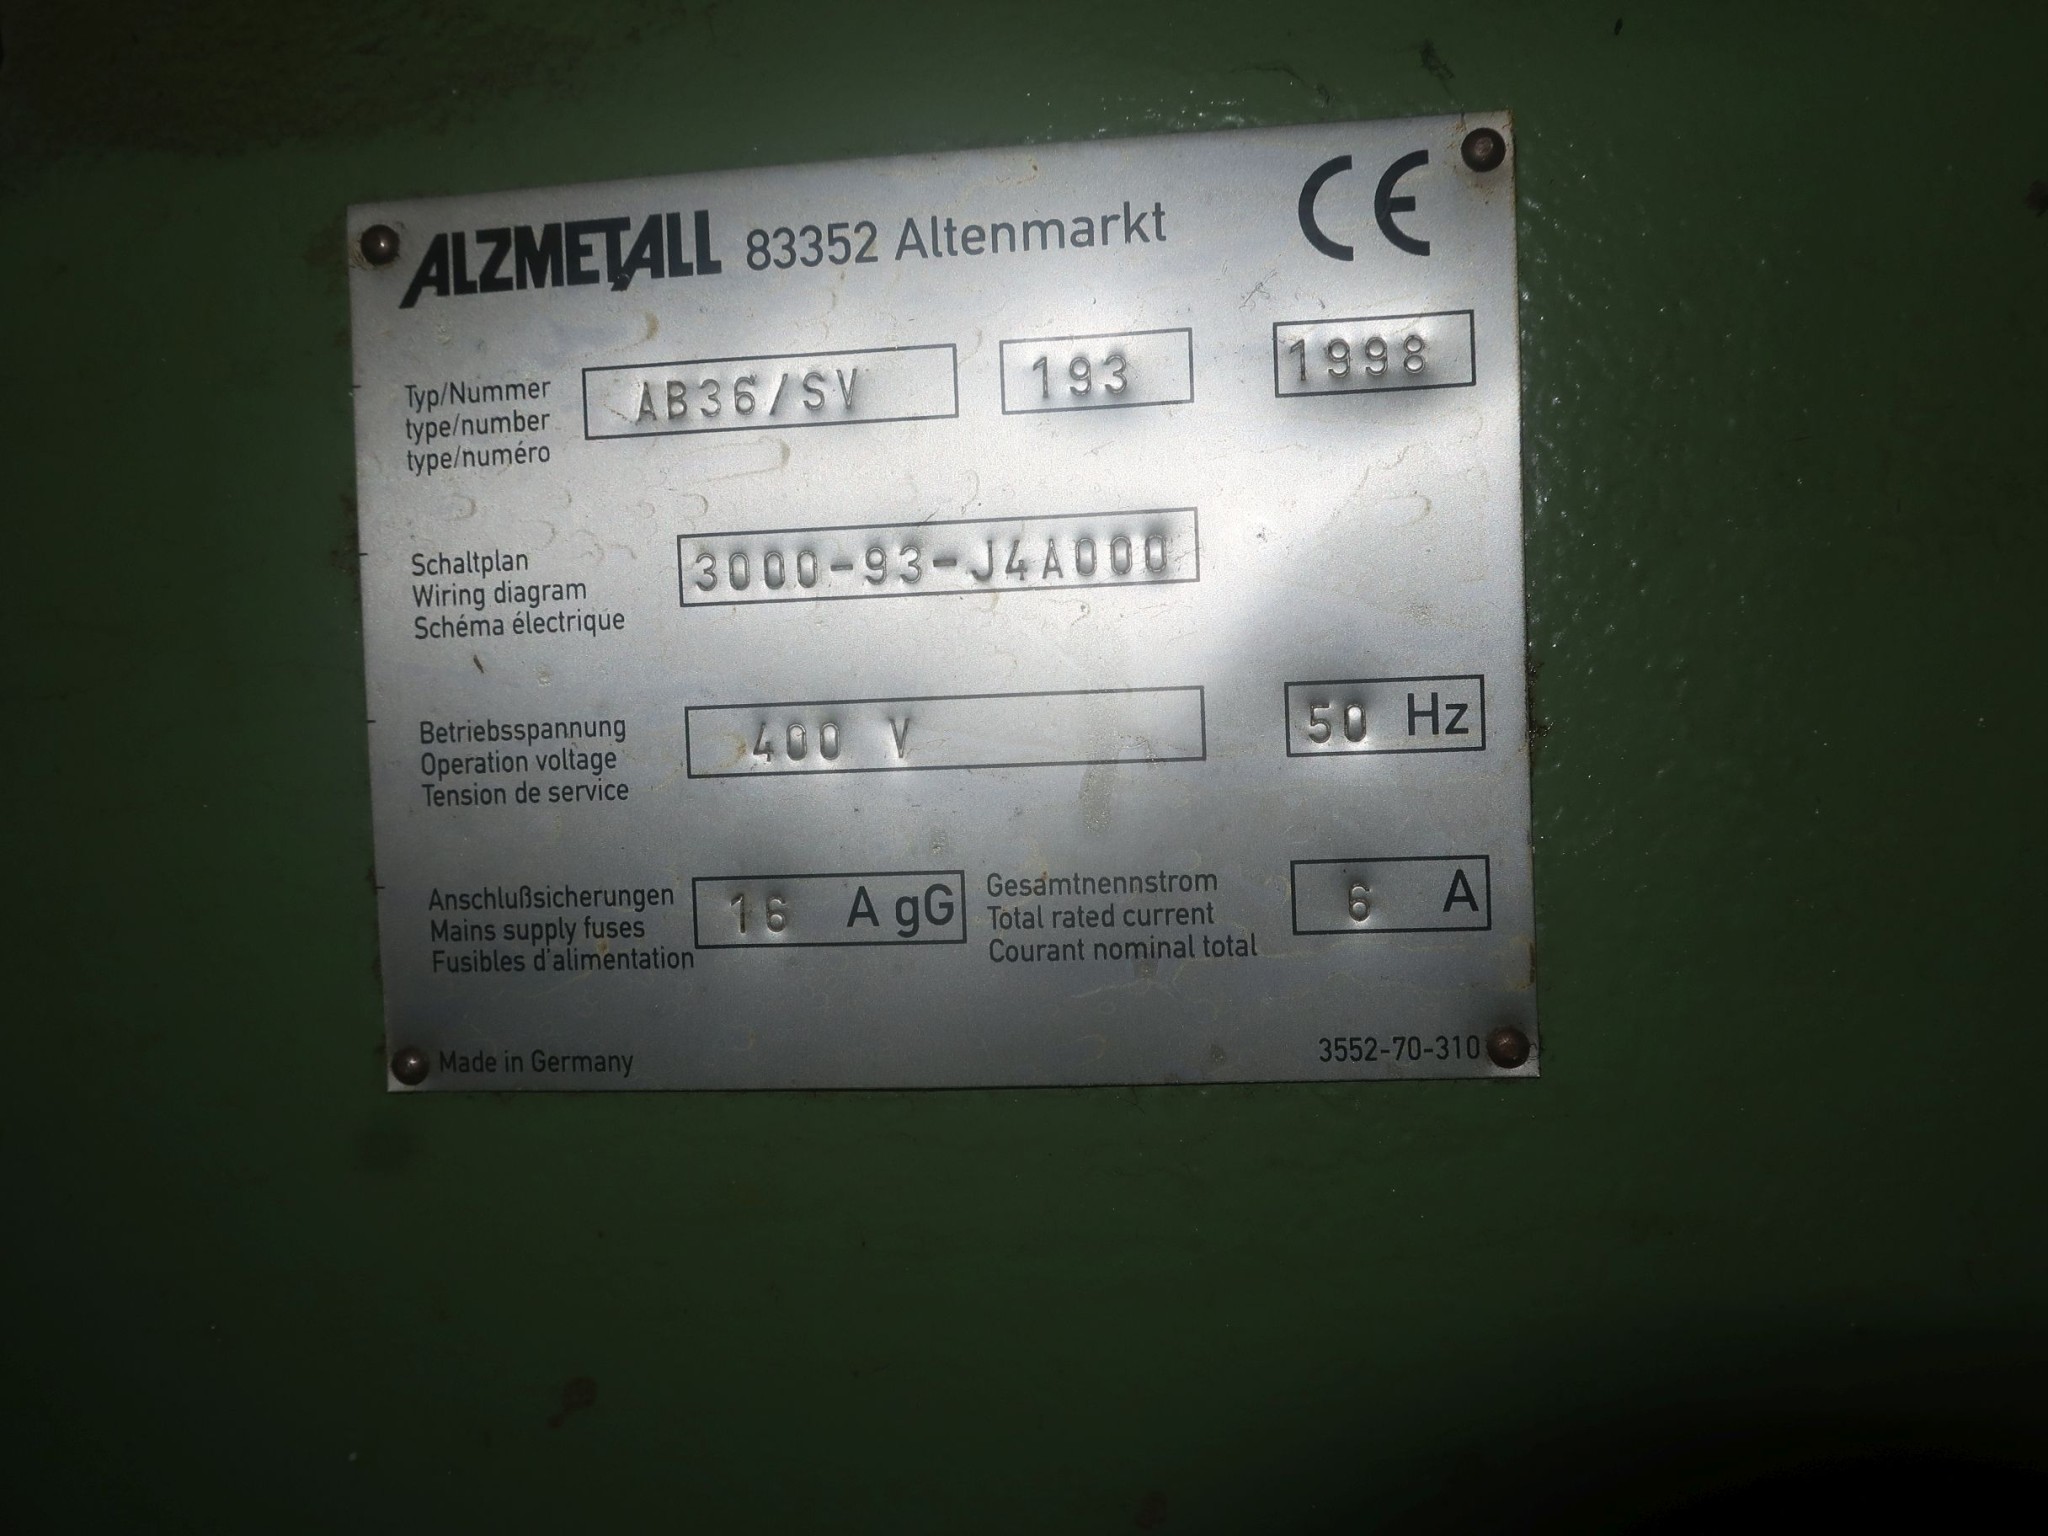 ALZMETALL 83352 Altenmarkt CE
Typ/Nummer
type/number
type/numéro
AB36/SV 193 1998
Schaltplan
Wiring diagram
Schéma électrique
3000-93-J4A000
Betriebsspannung
Operation voltage
Tension de service
400 V 50 Hz
Anschlußsicherungen
Mains supply fuses
Fusibles d'alimentation
16 A gG
Gesamtnennstrom
Total rated current
Courant nominal total
6 A
Made in Germany 3552-70-310